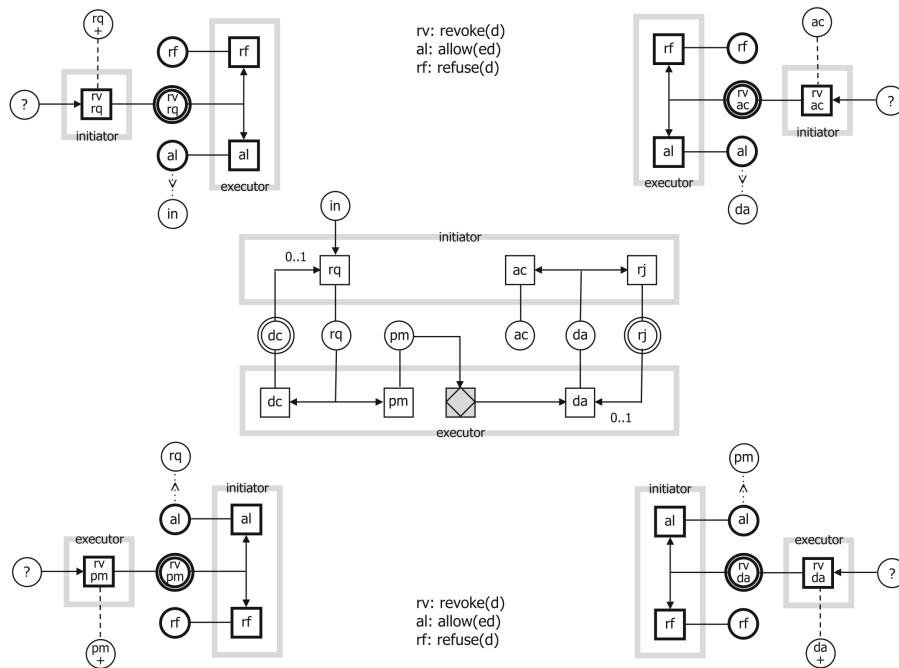 rq
+
rf
rf
?
rv
rq
rv
rq
initiator
al
al
executor
in
rv: revoke(d)
al: allow(ed)
rf: refuse(d)
rf
rf
ac
rv
ac
rv
ac
?
initiator
al
al
executor
da
in
initiator
0..1
rq
ac
rj
dc
rq
pm
ac
da
rj
dc
pm
da
0..1
executor
rq
initiator
al
al
executor
?
rv
pm
rv
pm
rf
rf
pm
+
rv: revoke(d)
al: allow(ed)
rf: refuse(d)
pm
initiator
al
al
executor
rv
da
rv
da
?
rf
rf
da
+